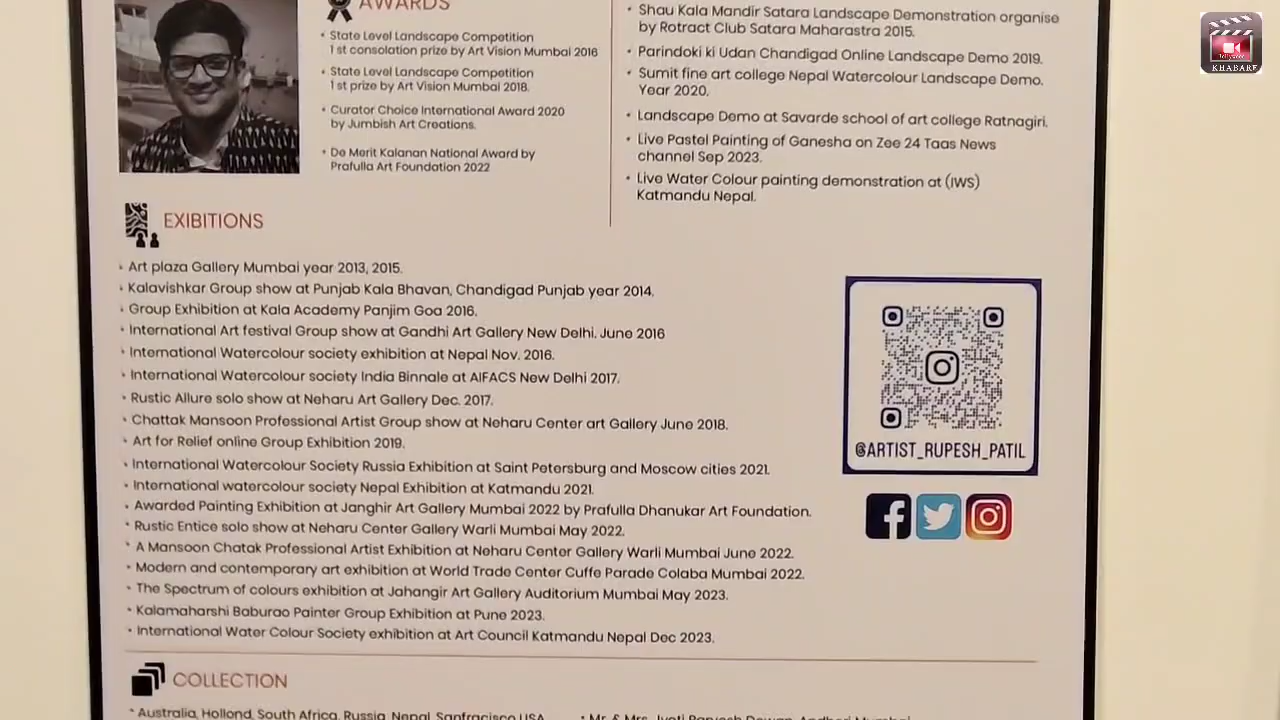 AWARDS
• State Level Landscape Competition
1 st consolation prize by Art Vision Mumbai 2016
• State Level Landscape Competition
1 st prize by Art Vision Mumbai 2018.
• Curator Choice International Award 2020
by Jumbish Art Creations.
• De Merit Kalanan National Award by
Prafulla Art Foundation 2022
• Shau Kala Mandir Satara Landscape Demonstration organise
by Rotract Club Satara Maharastra 2015.
• Parindoki ki Udan Chandigad Online Landscape Demo 2019.
• Sumit fine art college Nepal Watercolour Landscape Demo.
Year 2020.
• Landscape Demo at Savarde school of art college Ratnagiri.
• Live Pastel Painting of Ganesha on Zee 24 Taas News
channel Sep 2023.
• Live Water Colour painting demonstration at (IWS)
Katmandu Nepal.
EXIBITIONS
• Art plaza Gallery Mumbai year 2013, 2015.
• Kalavishkar Group show at Punjab Kala Bhavan, Chandigad Punjab year 2014.
• Group Exhibition at Kala Academy Panjim Goa 2016.
• International Art festival Group show at Gandhi Art Gallery New Delhi. June 2016
• International Watercolour society exhibition at Nepal Nov. 2016.
• International Watercolour society India Binnale at AIFACS New Delhi 2017.
• Rustic Allure solo show at Neharu Art Gallery Dec. 2017.
• Chattak Mansoon Professional Artist Group show at Neharu Center art Gallery June 2018.
• Art for Relief online Group Exhibition 2019.
• International Watercolour Society Russia Exhibition at Saint Petersburg and Moscow cities 2021.
• International watercolour society Nepal Exhibition at Katmandu 2021.
• Awarded Painting Exhibition at Janghir Art Gallery Mumbai 2022 by Prafulla Dhanukar Art Foundation.
• Rustic Entice solo show at Neharu Center Gallery Warli Mumbai May 2022.
• A Mansoon Chatak Professional Artist Exhibition at Neharu Center Gallery Warli Mumbai June 2022.
• Modern and contemporary art exhibition at World Trade Center Cuffe Parade Colaba Mumbai 2022.
• The Spectrum of colours exhibition at Jahangir Art Gallery Auditorium Mumbai May 2023.
• Kalamaharshi Baburao Painter Group Exhibition at Pune 2023.
• International Water Colour Society exhibition at Art Council Katmandu Nepal Dec 2023.
@ARTIST_RUPESH_PATIL
COLLECTION
• Australia, Hollond, South Africa, Russia, Nepal, Sanfracisco USA
• Mr. & Mrs. Jyoti Parvesh Dewan, Andheri Mumbai
KHABARE